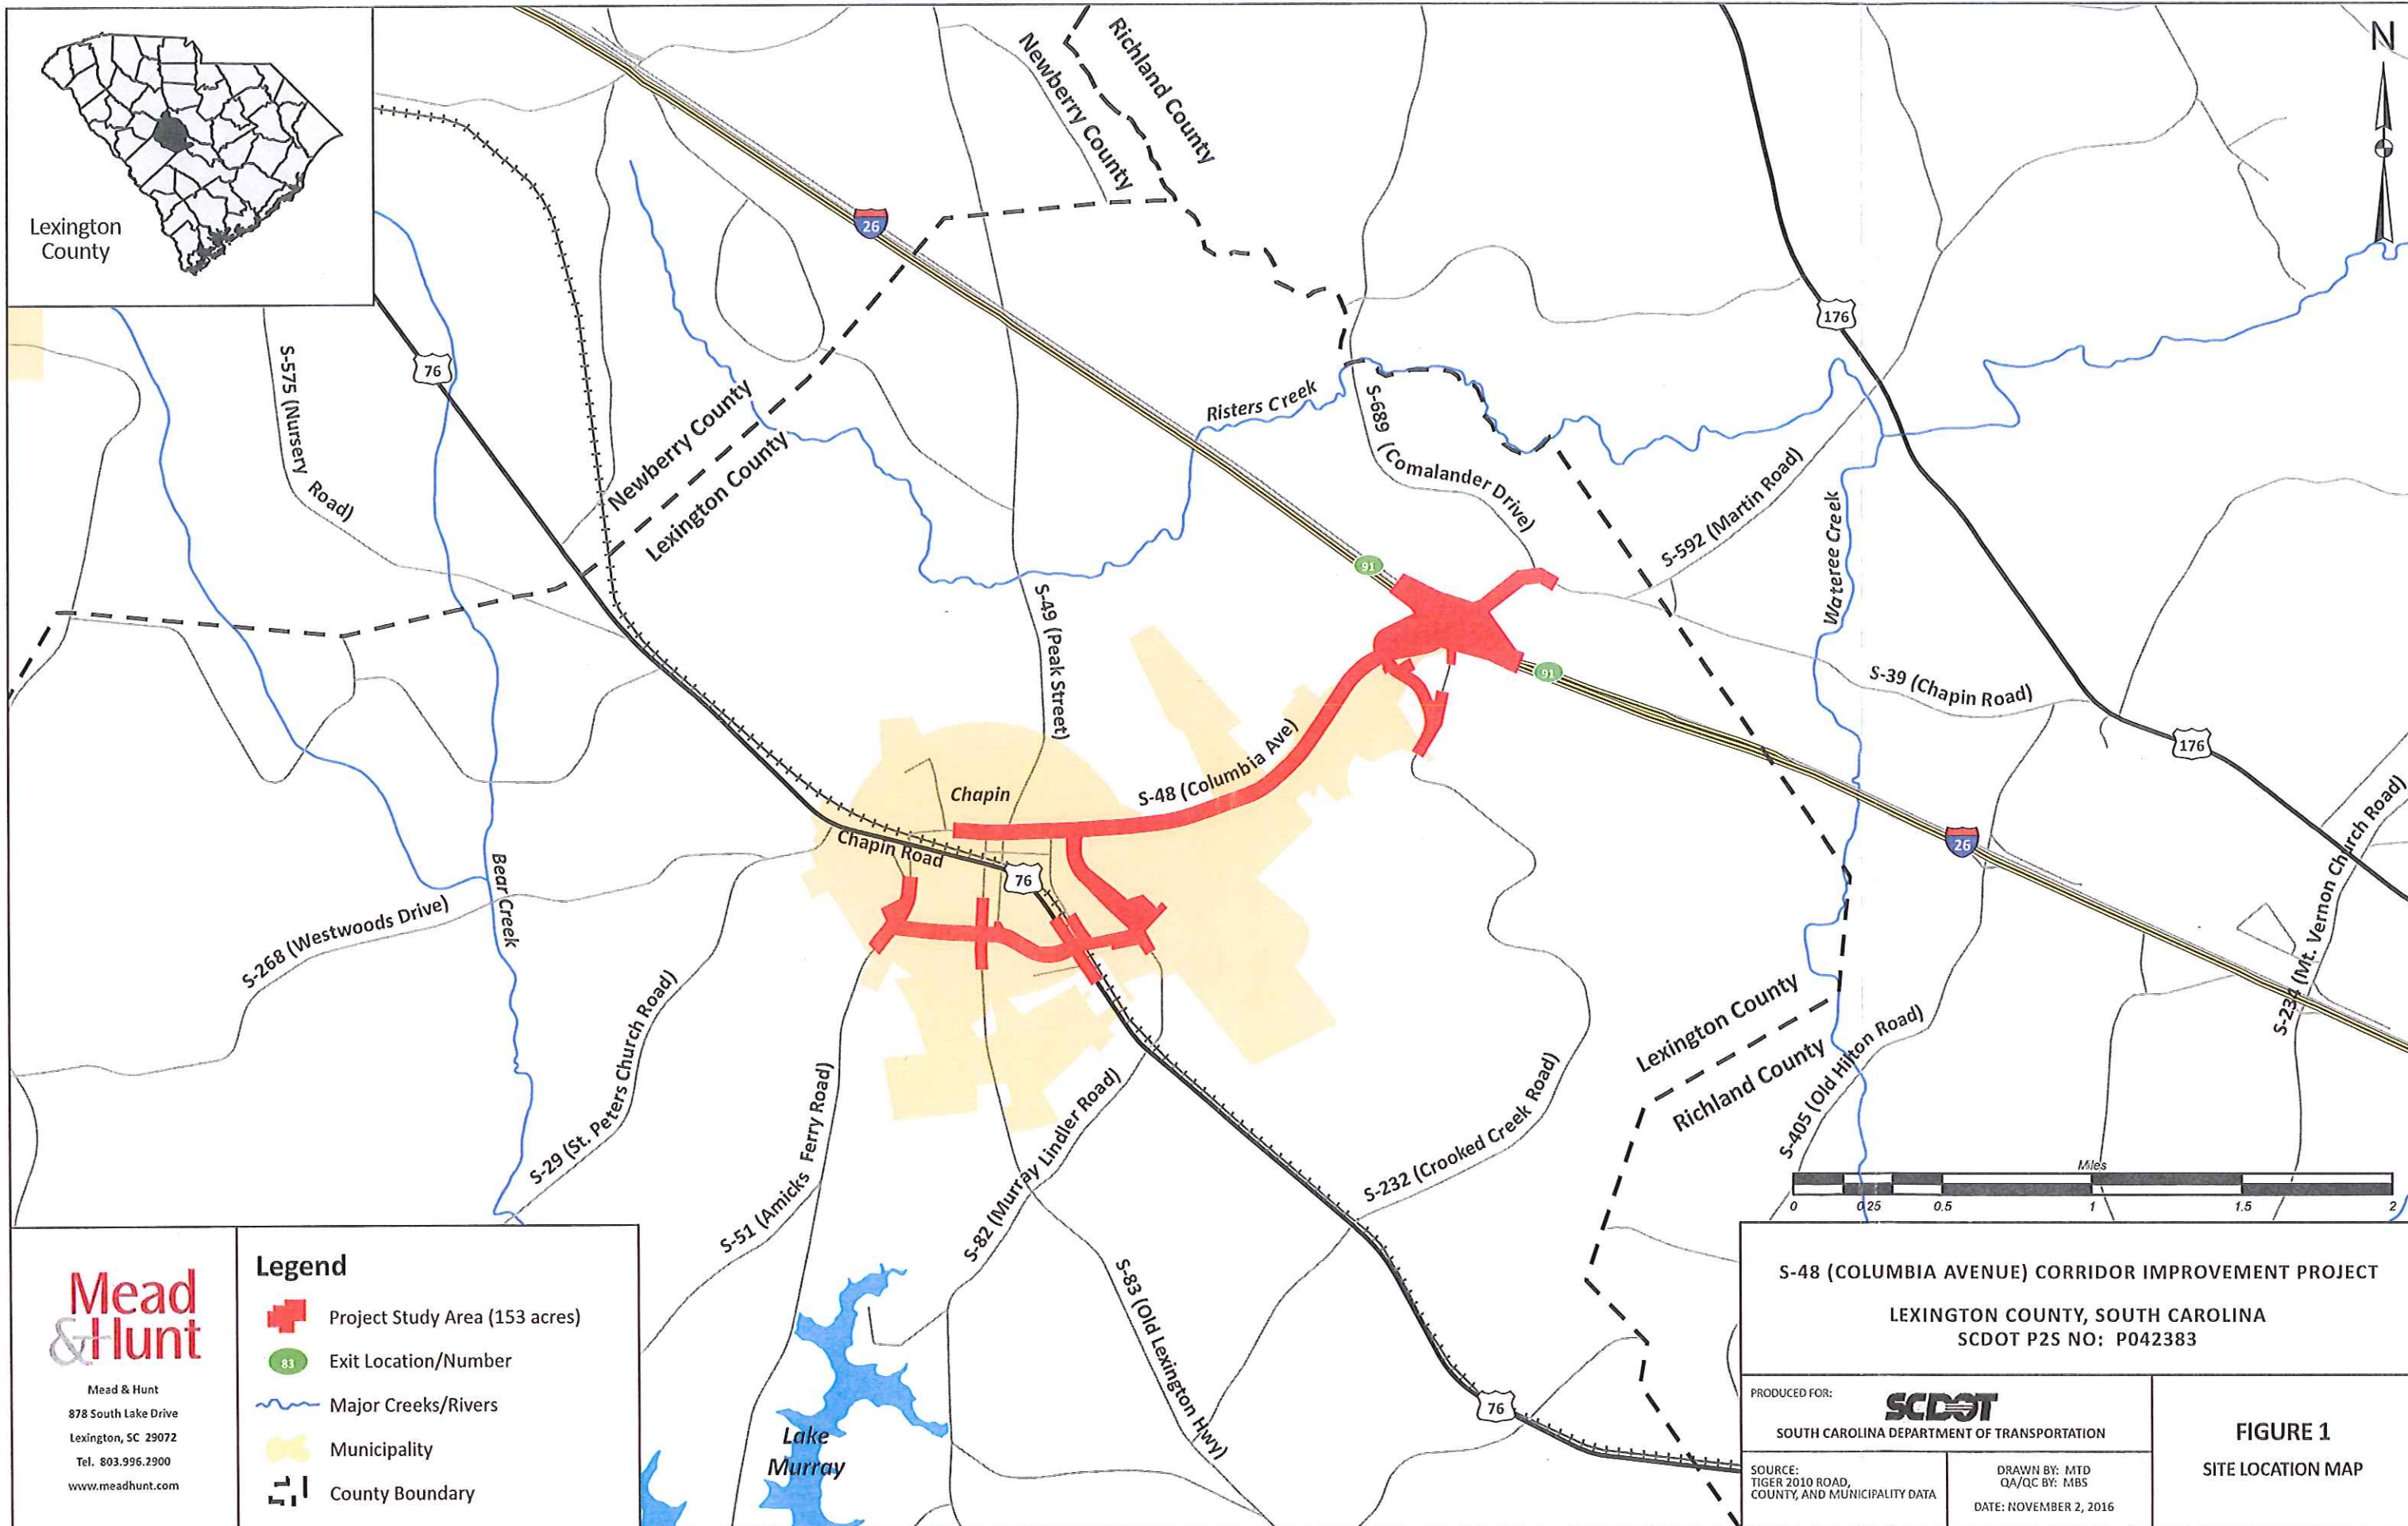 Lexington
County
N
Newberry County
Richland County
26
76
176
S-575 (Nursery Road)
Newberry County
Lexington County
Risters Creek
S-689 (Comalander Drive)
S-592 (Martin Road)
Wateree Creek
91
91
S-49 (Peak Street)
S-39 (Chapin Road)
176
S-48 (Columbia Ave)
Chapin
Chapin Road
76
26
S-234 (Mt. Vernon Church Road)
Bear Creek
S-268 (Westwoods Drive)
S-29 (St. Peters Church Road)
S-51 (Amicks Ferry Road)
S-82 (Murray Lindler Road)
S-83 (Old Lexington Hwy)
S-232 (Crooked Creek Road)
Lexington County
Richland County
S-405 (Old Hilton Road)
76
Lake
Murray
Miles
0 0.25 0.5 1 1.5 2
Mead
&Hunt
Mead & Hunt
878 South Lake Drive
Lexington, SC 29072
Tel. 803.996.2900
www.meadhunt.com
Legend
Project Study Area (153 acres)
83 Exit Location/Number
Major Creeks/Rivers
Municipality
County Boundary
S-48 (COLUMBIA AVENUE) CORRIDOR IMPROVEMENT PROJECT
LEXINGTON COUNTY, SOUTH CAROLINA
SCDOT P2S NO: P042383
PRODUCED FOR:
SCDOT
SOUTH CAROLINA DEPARTMENT OF TRANSPORTATION
SOURCE:
TIGER 2010 ROAD,
COUNTY, AND MUNICIPALITY DATA
DRAWN BY: MTD
QA/QC BY: MBS
DATE: NOVEMBER 2, 2016
FIGURE 1
SITE LOCATION MAP